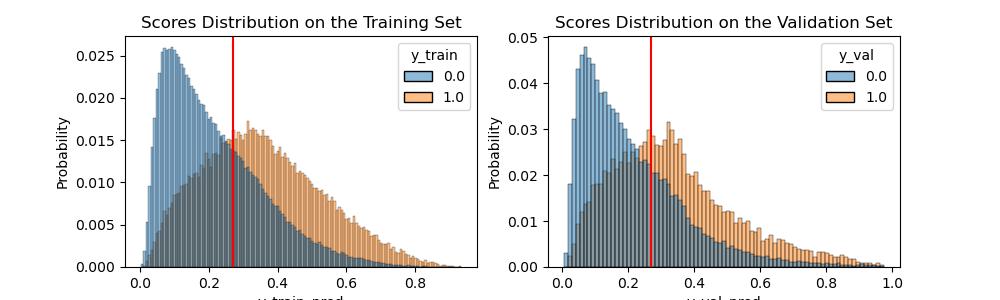 Scores Distribution on the Training Set
Probability
0.025
0.020
0.015
0.010
0.005
0.000
0.0 0.2 0.4 0.6 0.8
y_train_pred
y_train
0.0
1.0
Scores Distribution on the Validation Set
Probability
0.05
0.04
0.03
0.02
0.01
0.00
0.0 0.2 0.4 0.6 0.8 1.0
y_val_pred
y_val
0.0
1.0